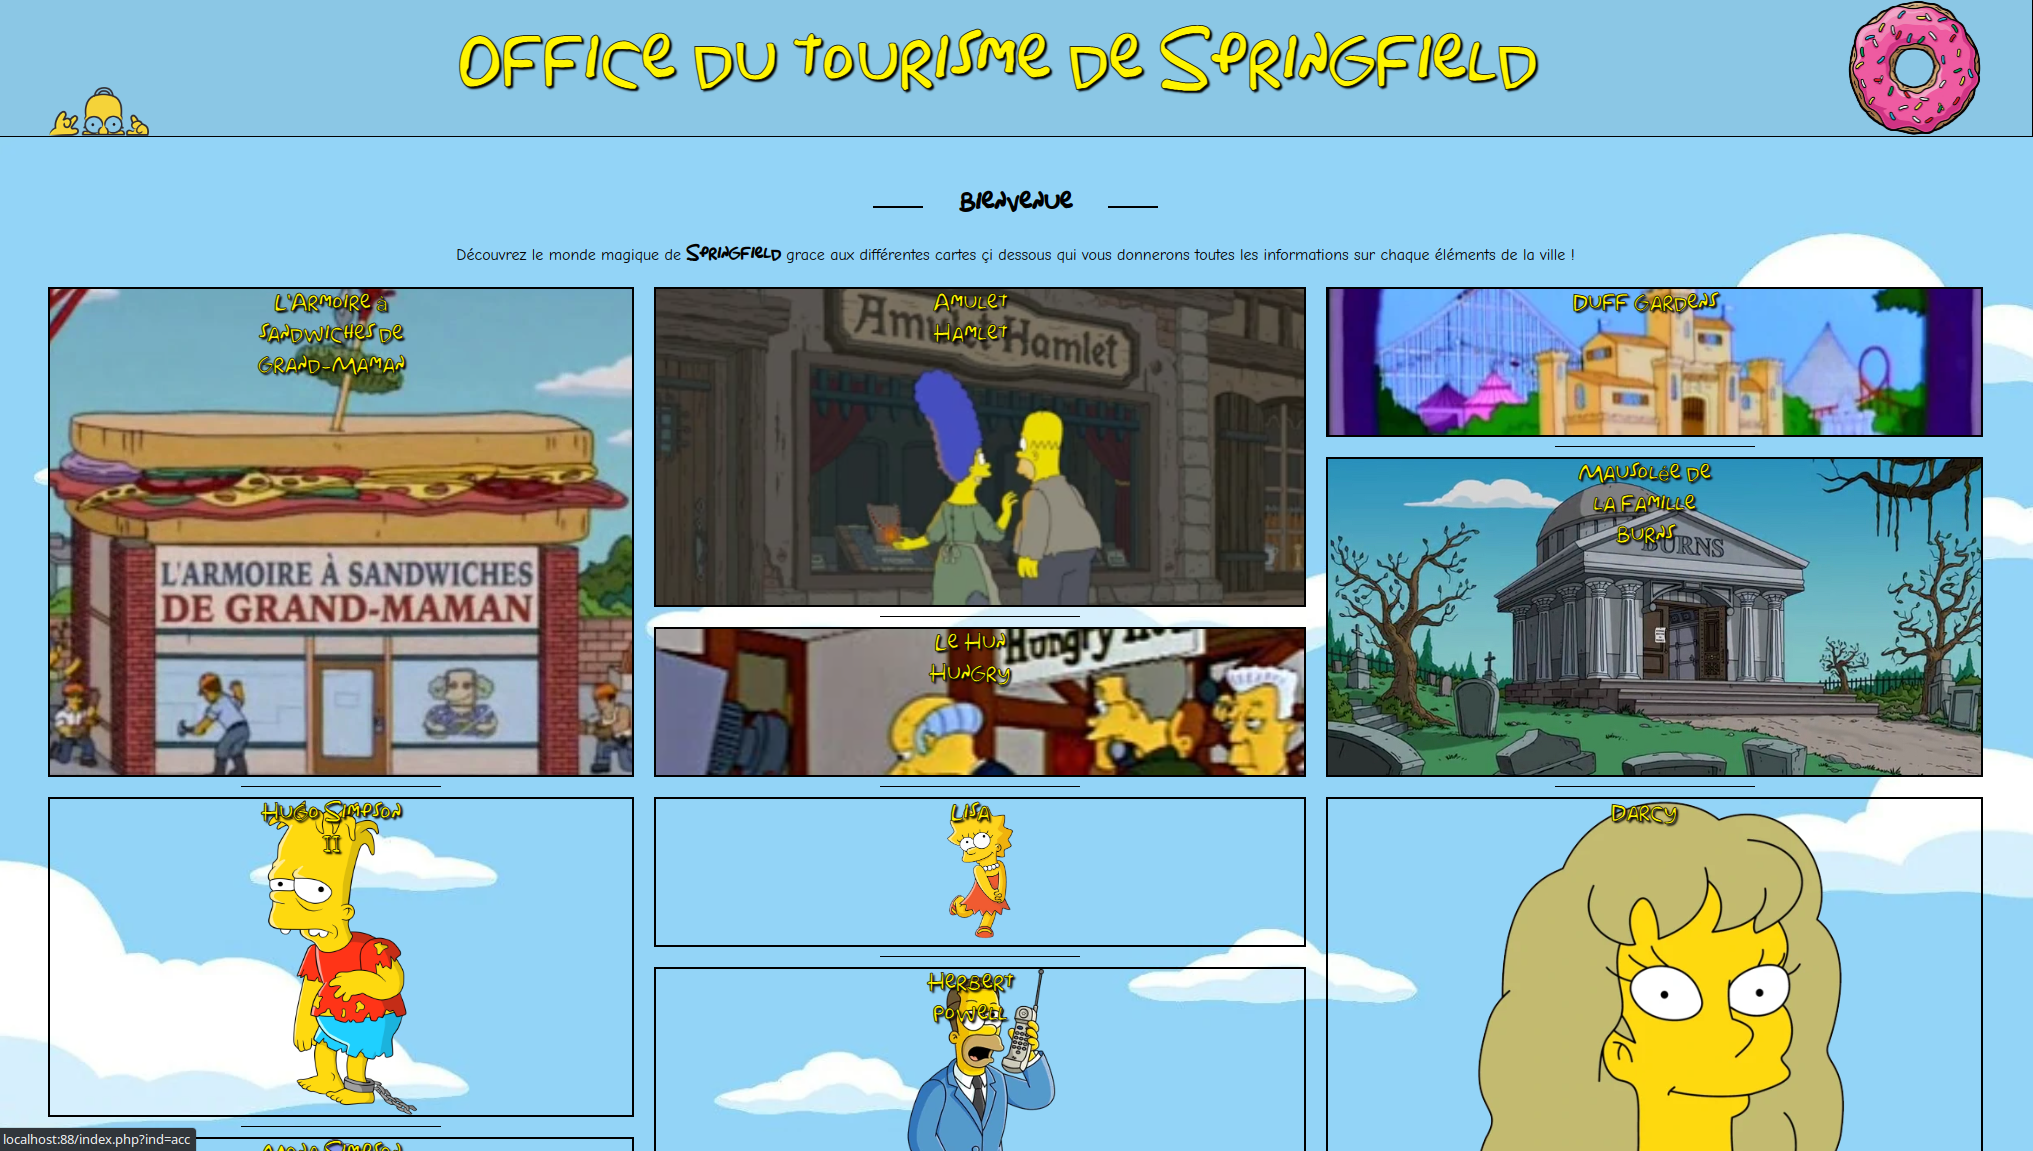 Office du tourisme de Springfield
Bienvenue
Découvrez le monde magique de Springfield grace aux différentes cartes çi dessous qui vous donnerons toutes les informations sur chaque éléments de la ville !
L'Armoire à
Sandwiches de
Grand-Maman
L'ARMOIRE À SANDWICHES
DE GRAND-MAMAN
Amulet
Hamlet
Amulet Hamlet
Le Hun
Hungry
Hungry
Duff Gardens
Mausolée de
la Famille
Burns
BURNS
Hugo Simpson
II
Lisa
Herbert
Powell
Darcy
Simpson
localhost:88/index.php?ind=acc